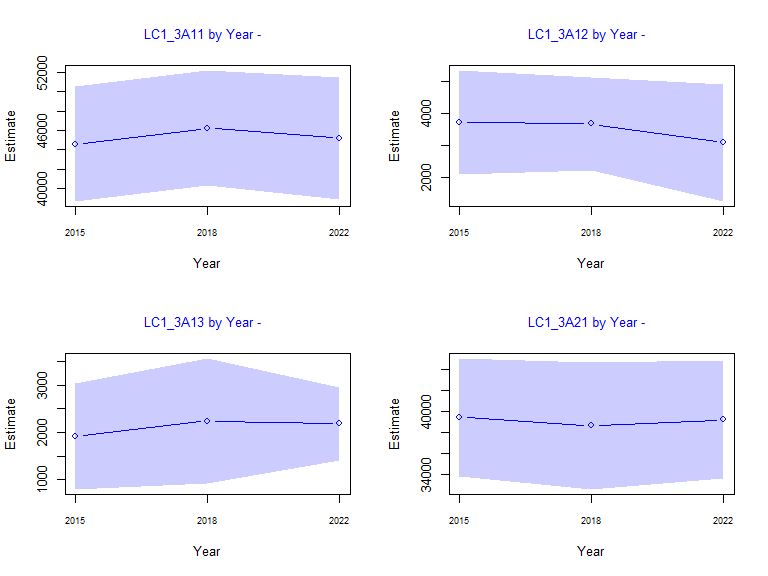 LC1_3A11 by Year -
Estimate
52000
46000
40000
2015
2018
2022
Year
LC1_3A12 by Year -
Estimate
4000
2000
2015
2018
2022
Year
LC1_3A13 by Year -
Estimate
3000
2000
1000
2015
2018
2022
Year
LC1_3A21 by Year -
Estimate
40000
34000
2015
2018
2022
Year